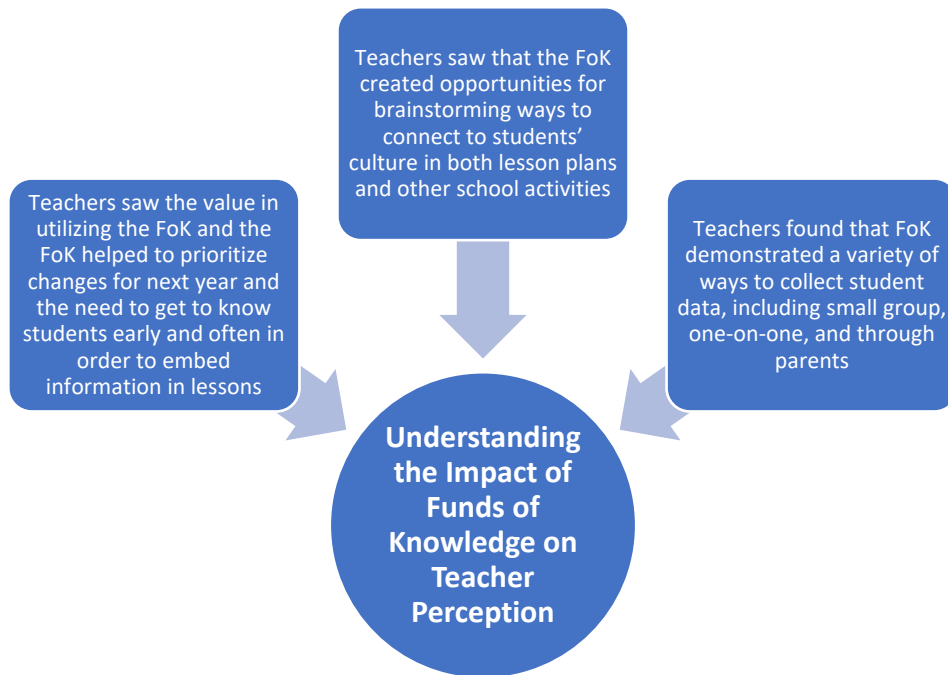 Teachers saw that the FoK
created opportunities for
brainstorming ways to
connect to students’
culture in both lesson plans
and other school activities
Teachers saw the value in
utilizing the FoK and the
FoK helped to prioritize
changes for next year and
the need to get to know
students early and often in
order to embed
information in lessons
Teachers found that FoK
demonstrated a variety of
ways to collect student
data, including small group,
one-on-one, and through
parents
Understanding
the Impact of
Funds of
Knowledge on
Teacher
Perception